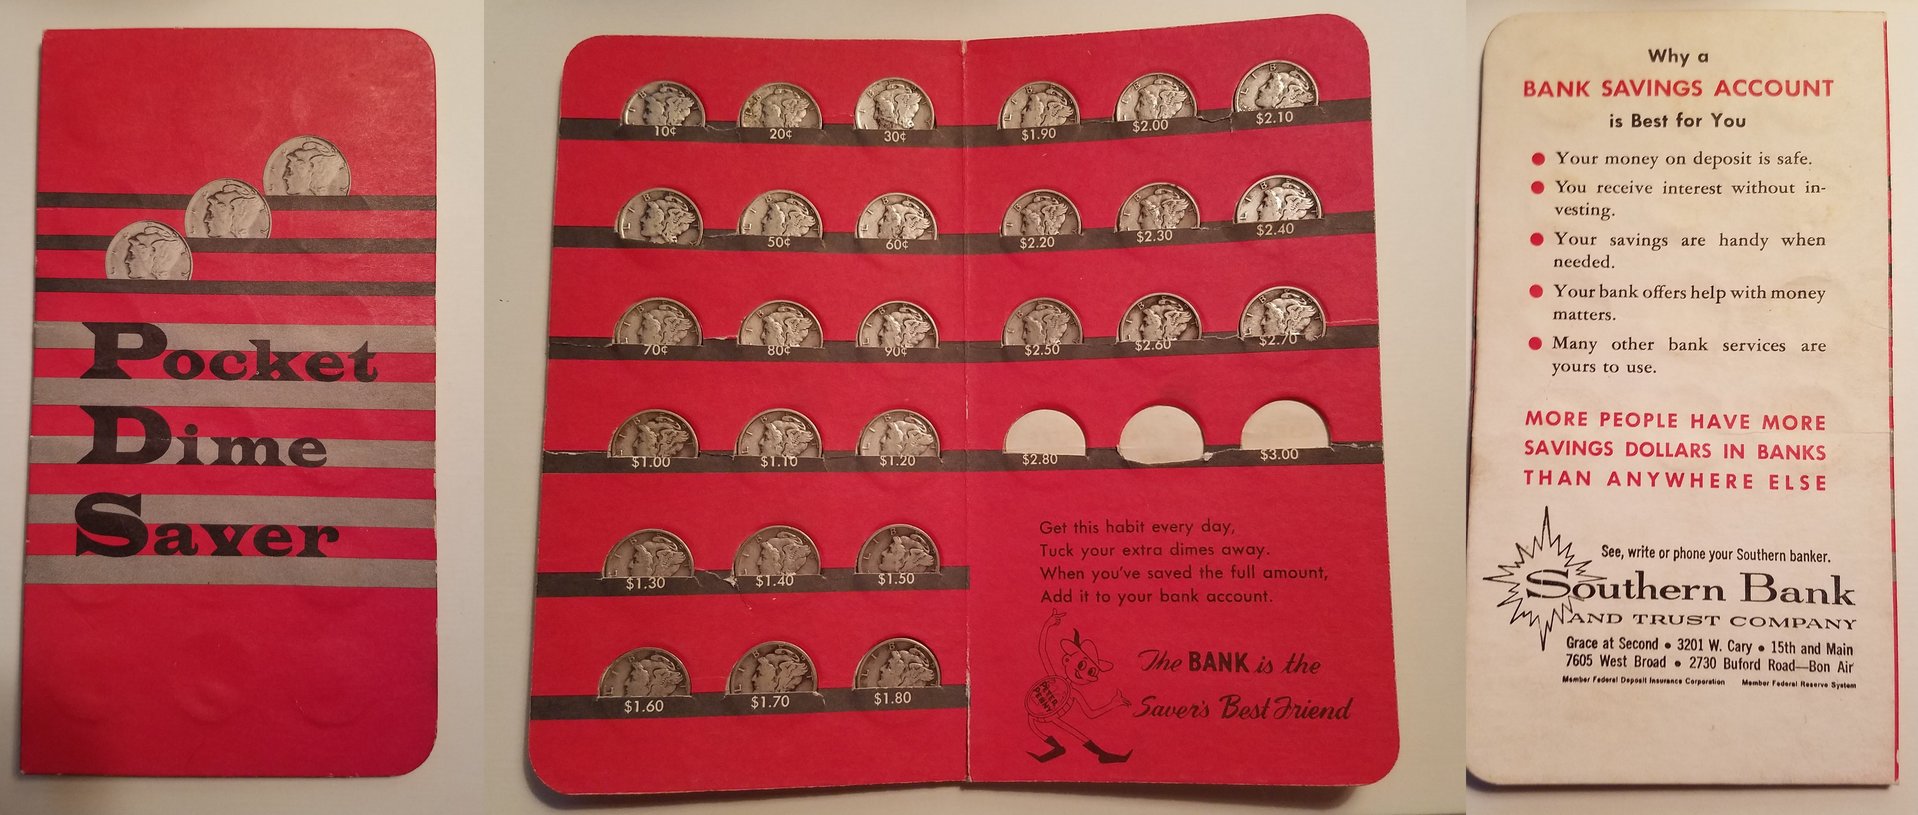 Pocket
Dime
Saver
10¢ 20¢ 30¢
50¢ 60¢
70¢ 80¢ 90¢
$1.00 $1.10 $1.20
$1.30 $1.40 $1.50
$1.60 $1.70 $1.80
$1.90 $2.00 $2.10
$2.20 $2.30 $2.40
$2.50 $2.60 $2.70
$2.80 $3.00
Get this habit every day,
Tuck your extra dimes away.
When you've saved the full amount,
Add it to your bank account.
PETER
PENNY
The BANK is the
Saver's Best Friend
Why a
BANK SAVINGS ACCOUNT
is Best for You
Your money on deposit is safe.
You receive interest without in-
vesting.
Your savings are handy when
needed.
Your bank offers help with money
matters.
Many other bank services are
yours to use.
MORE PEOPLE HAVE MORE
SAVINGS DOLLARS IN BANKS
THAN ANYWHERE ELSE
See, write or phone your Southern banker.
Southern Bank
AND TRUST COMPANY
Grace at Second • 3201 W. Cary • 15th and Main
7605 West Broad • 2730 Buford Road—Bon Air
Member Federal Deposit Insurance Corporation Member Federal Reserve System